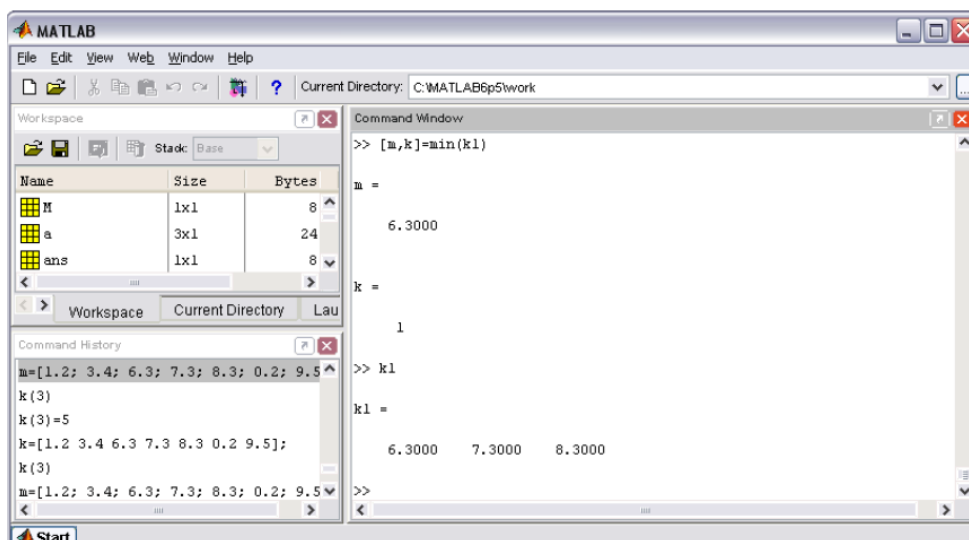 MATLAB
File Edit View Web Window Help
Current Directory: C:\MATLAB6p5\work
...
Workspace
Stack: Base
Name Size Bytes
M 1x1 8
a 3x1 24
ans 1x1 8
Workspace Current Directory Lau
Command History
m=[1.2; 3.4; 6.3; 7.3; 8.3; 0.2; 9.5
k(3)
k(3)=5
k=[1.2 3.4 6.3 7.3 8.3 0.2 9.5];
k(3)
m=[1.2; 3.4; 6.3; 7.3; 8.3; 0.2; 9.5
Command Window
>> [m,k]=min(k1)
m =
6.3000
k =
1
>> k1
k1 =
6.3000 7.3000 8.3000
>>
Start